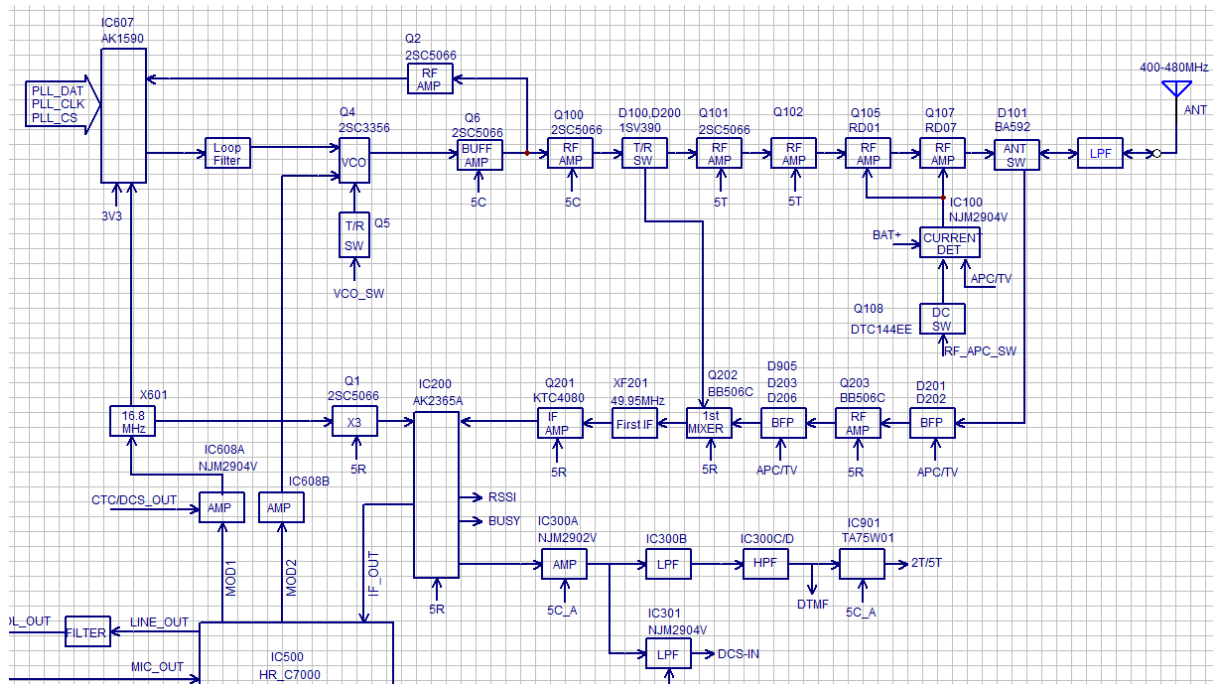 IC607
AK1590
PLL_DAT
PLL_CLK
PLL_CS
3V3
Q2
2SC5066
RF
AMP
Loop
Filter
Q4
2SC3356
VCO
T/R
SW
Q5
VCO_SW
Q6
2SC5066
BUFF
AMP
5C
Q100
2SC5066
RF
AMP
5C
D100,D200
1SV390
T/R
SW
Q101
2SC5066
RF
AMP
5T
Q102
RF
AMP
5T
Q105
RD01
RF
AMP
Q107
RD07
RF
AMP
D101
BA592
ANT
SW
LPF
400-480MHz
ANT
IC100
NJM2904V
BAT+
CURRENT
DET
APC/TV
Q108
DTC144EE
DC
SW
RF_APC_SW
X601
16.8
MHz
Q1
2SC5066
X3
5R
IC200
AK2365A
Q201
KTC4080
IF
AMP
5R
XF201
49.95MHz
First IF
Q202
BB506C
1st
MIXER
5R
D905
D203
D206
BFP
APC/TV
Q203
BB506C
RF
AMP
5R
D201
D202
BFP
APC/TV
IC608A
NJM2904V
CTC/DCS_OUT
AMP
IC608B
AMP
MOD1
MOD2
IF_OUT
RSSI
BUSY
5R
IC300A
NJM2902V
AMP
5C_A
IC300B
LPF
IC300C/D
HPF
DTMF
IC901
TA75W01
2T/5T
5C_A
IC301
NJM2904V
LPF
DCS-IN
OL_OUT
FILTER
LINE_OUT
MIC_OUT
IC500
HR_C7000